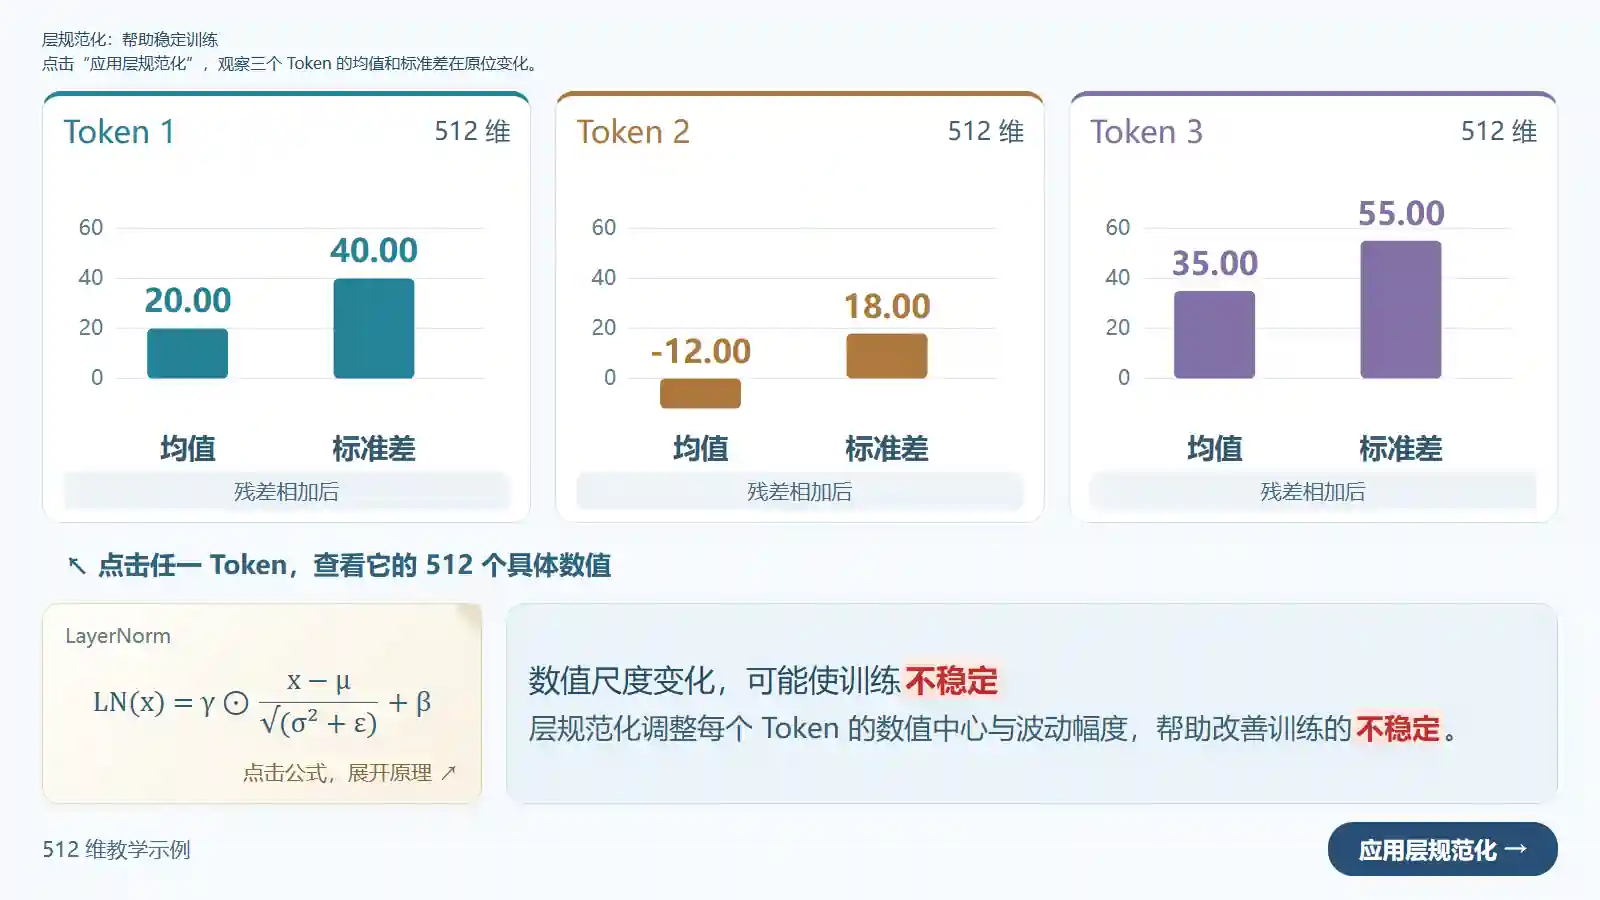 层规范化：帮助稳定训练
点击“应用层规范化”，观察三个 Token 的均值和标准差在原位变化。
Token 1 512 维
60
40
20
0
20.00
40.00
均值 标准差
残差相加后
Token 2 512 维
60
40
20
0
-12.00
18.00
均值 标准差
残差相加后
Token 3 512 维
60
40
20
0
35.00
55.00
均值 标准差
残差相加后
↖ 点击任一 Token，查看它的 512 个具体数值
LayerNorm
LN(x) = γ ⊙ (x − μ) / √(σ² + ε) + β
点击公式，展开原理 ↗
数值尺度变化，可能使训练不稳定
层规范化调整每个 Token 的数值中心与波动幅度，帮助改善训练的不稳定。
512 维教学示例
应用层规范化 →